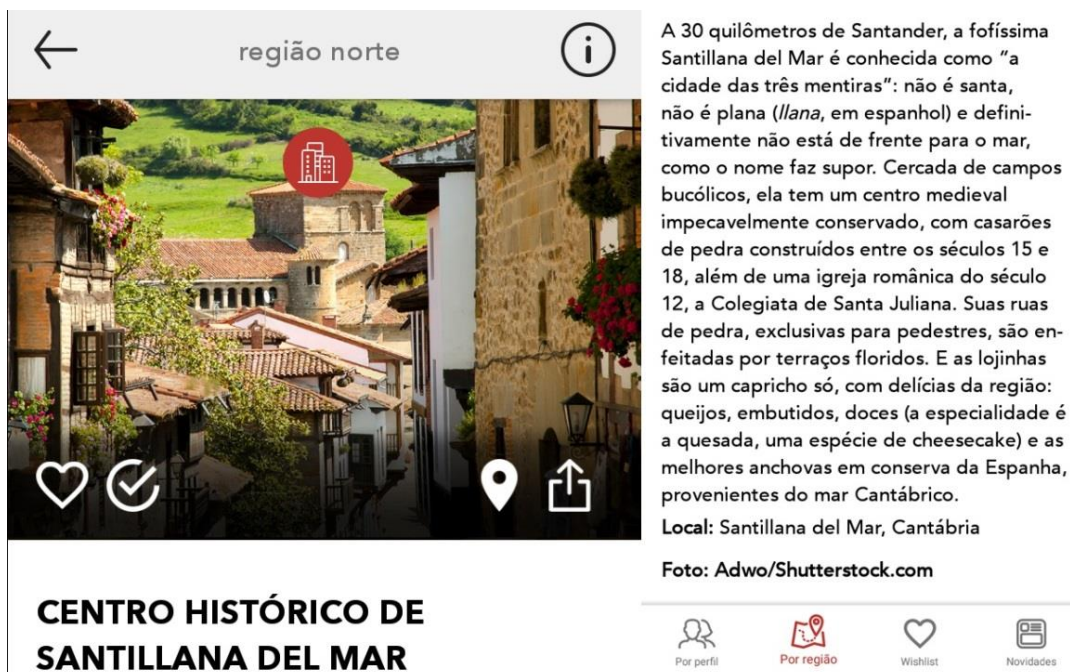 região norte
CENTRO HISTÓRICO DE
SANTILLANA DEL MAR
A 30 quilômetros de Santander, a fofíssima
Santillana del Mar é conhecida como “a
cidade das três mentiras”: não é santa,
não é plana (llana, em espanhol) e defini-
tivamente não está de frente para o mar,
como o nome faz supor. Cercada de campos
bucólicos, ela tem um centro medieval
impecavelmente conservado, com casarões
de pedra construídos entre os séculos 15 e
18, além de uma igreja românica do século
12, a Colegiata de Santa Juliana. Suas ruas
de pedra, exclusivas para pedestres, são en-
feitadas por terraços floridos. E as lojinhas
são um capricho só, com delícias da região:
queijos, embutidos, doces (a especialidade é
a quesada, uma espécie de cheesecake) e as
melhores anchovas em conserva da Espanha,
provenientes do mar Cantábrico.
Local: Santillana del Mar, Cantábria
Foto: Adwo/Shutterstock.com
Por perfil
Por região
Wishlist
Novidades